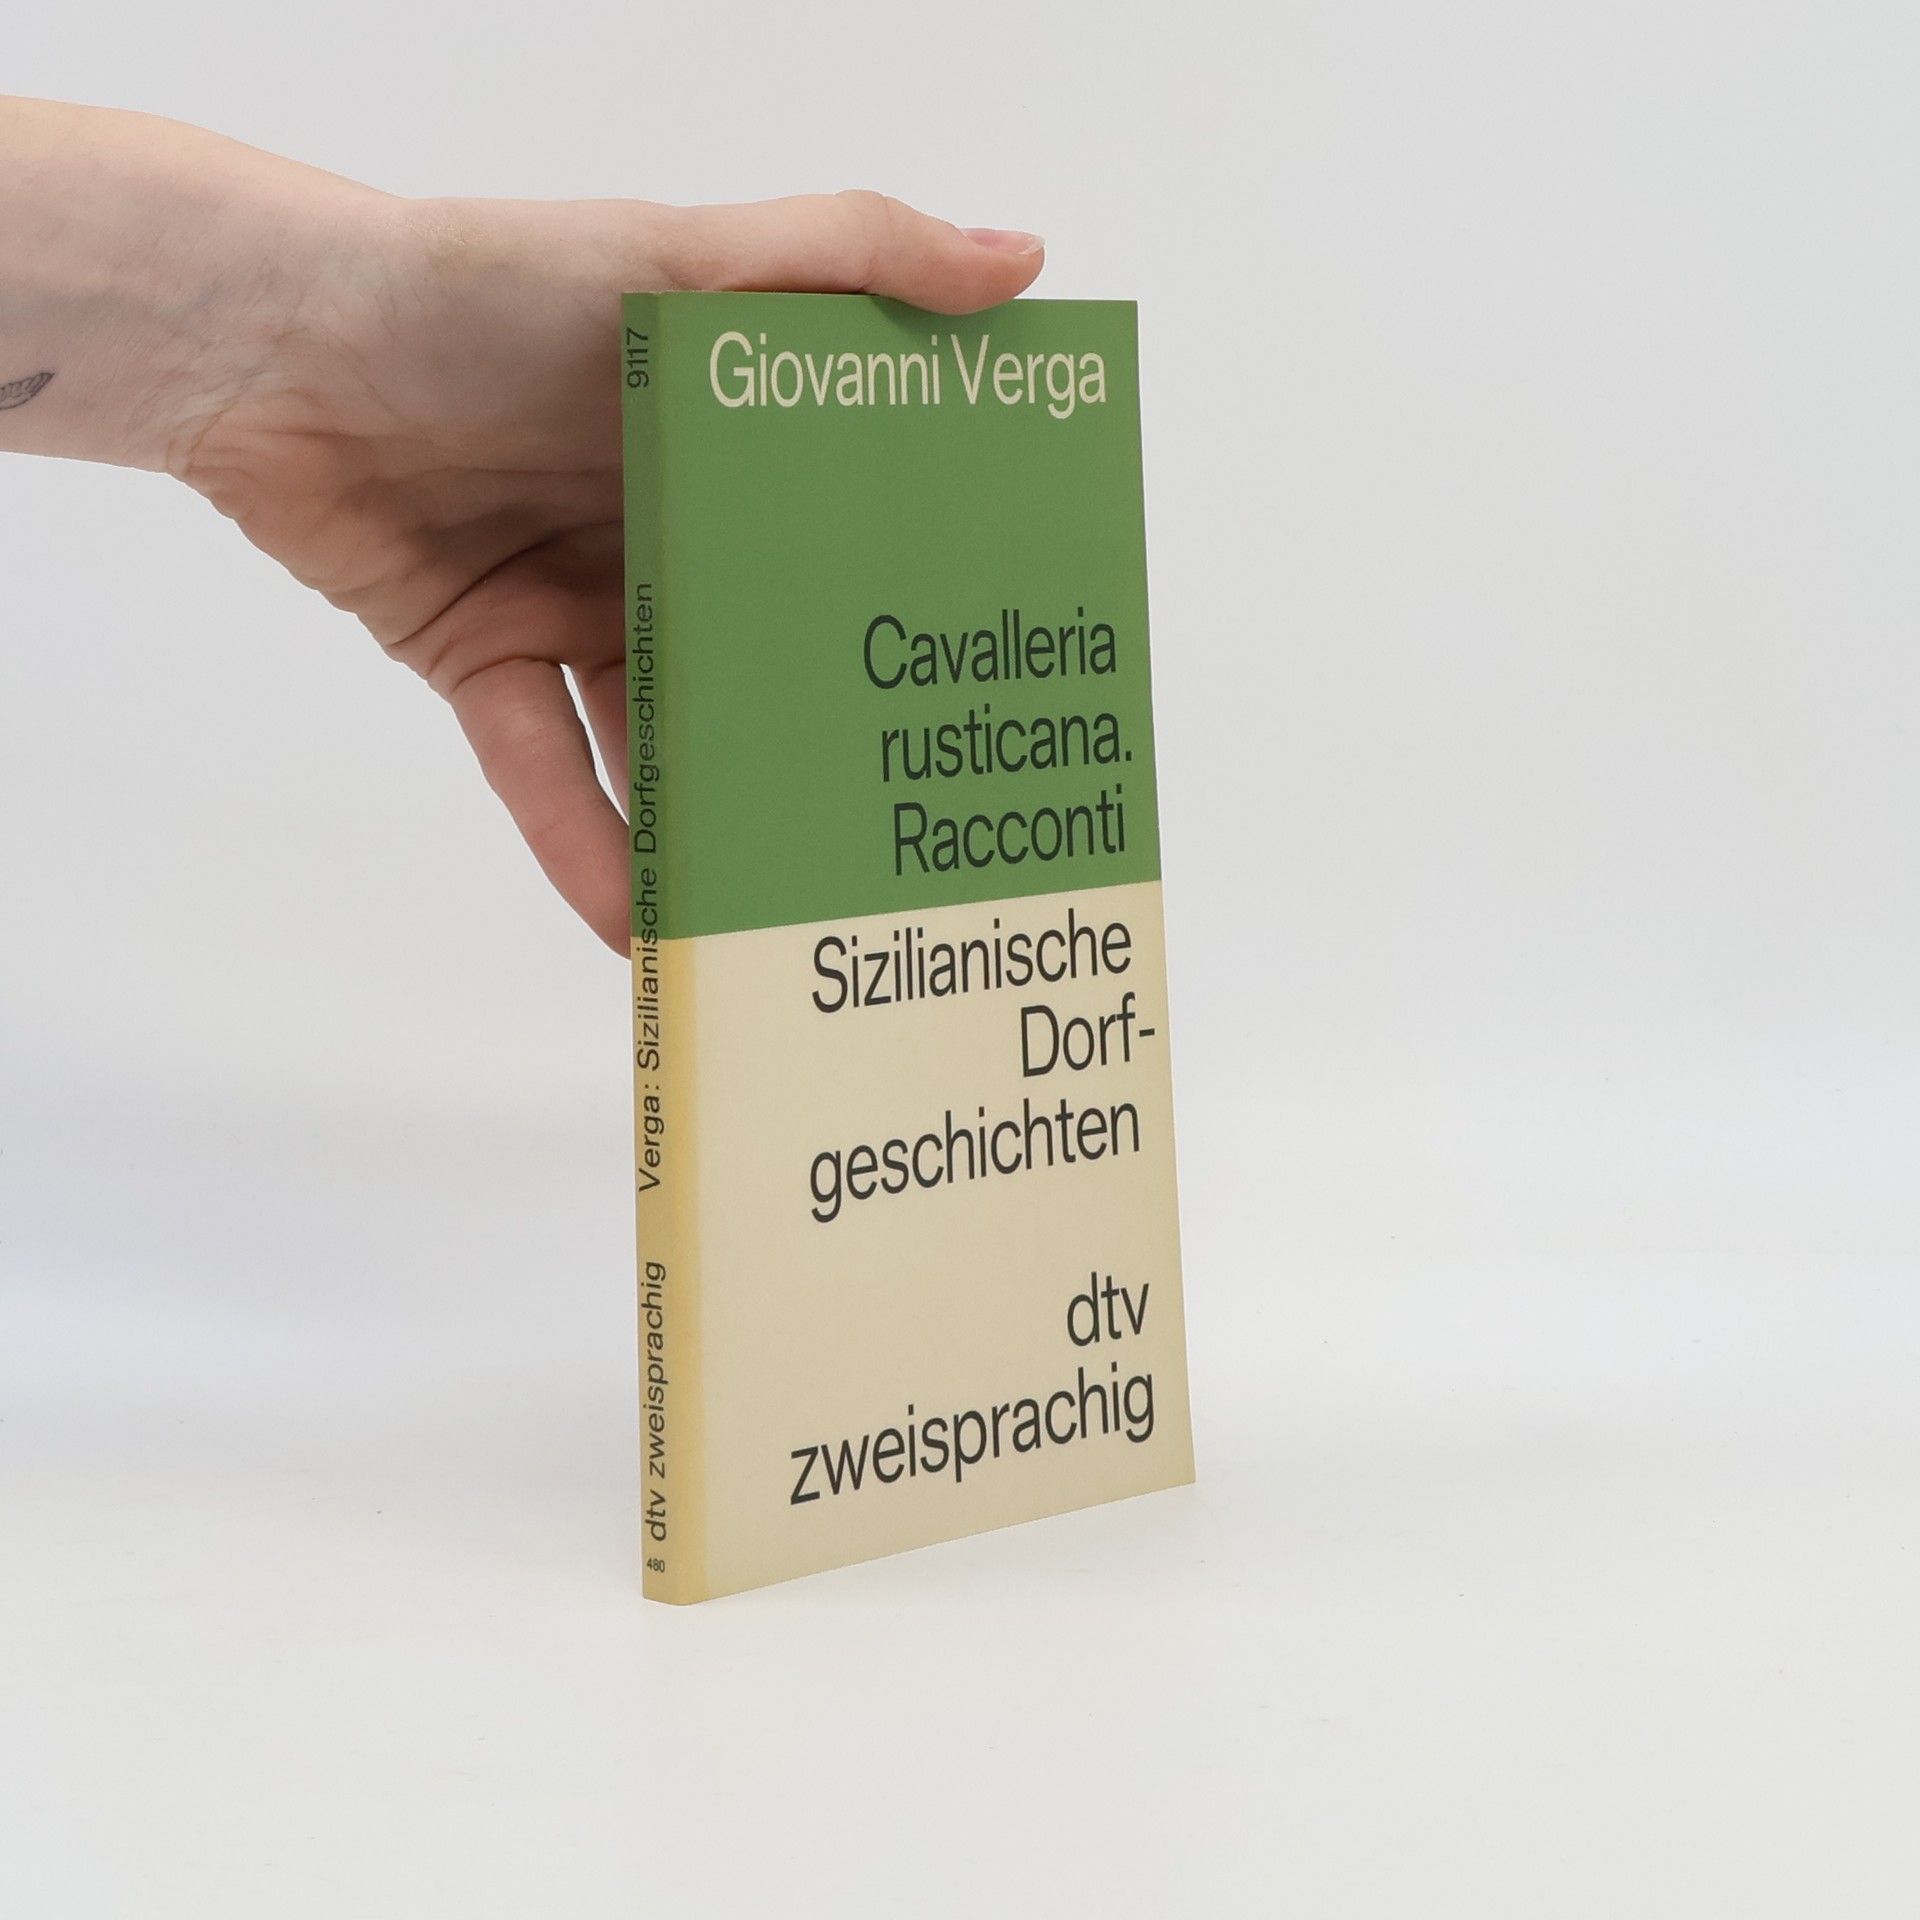 Giovanni Verga
Cavalleria
rusticana.
Racconti
Sizilianische
Dorf-
geschichten
dtv
zweisprachig
480 dtv zweisprachig Verga: Sizilianische Dorfgeschichten 9117